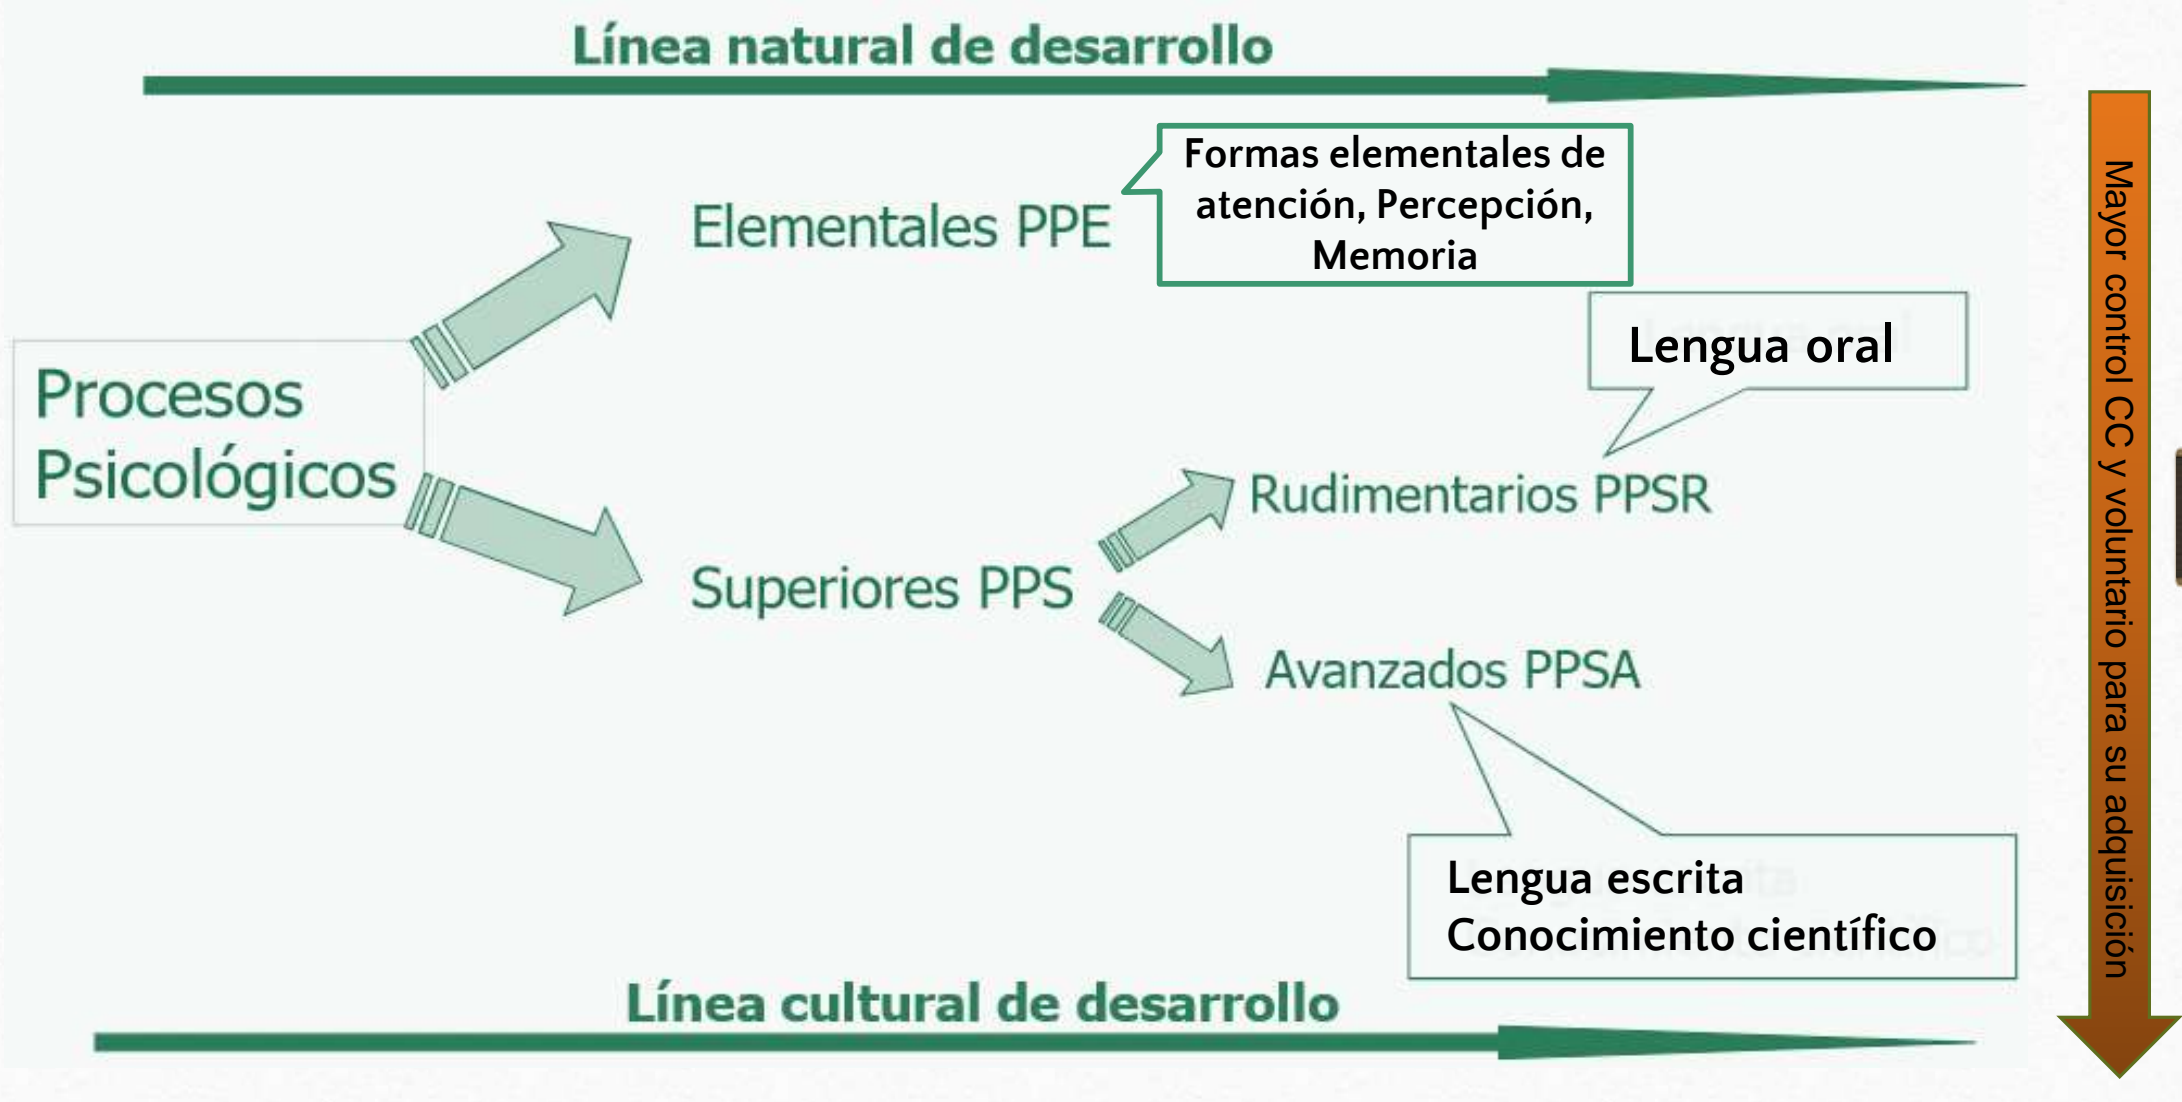 Línea natural de desarrollo
Formas elementales de
atención, Percepción,
Memoria
Elementales PPE
Lengua oral
Procesos
Psicológicos
Rudimentarios PPSR
Superiores PPS
Avanzados PPSA
Lengua escrita
Conocimiento científico
Línea cultural de desarrollo
Mayor control CC y voluntario para su adquisición